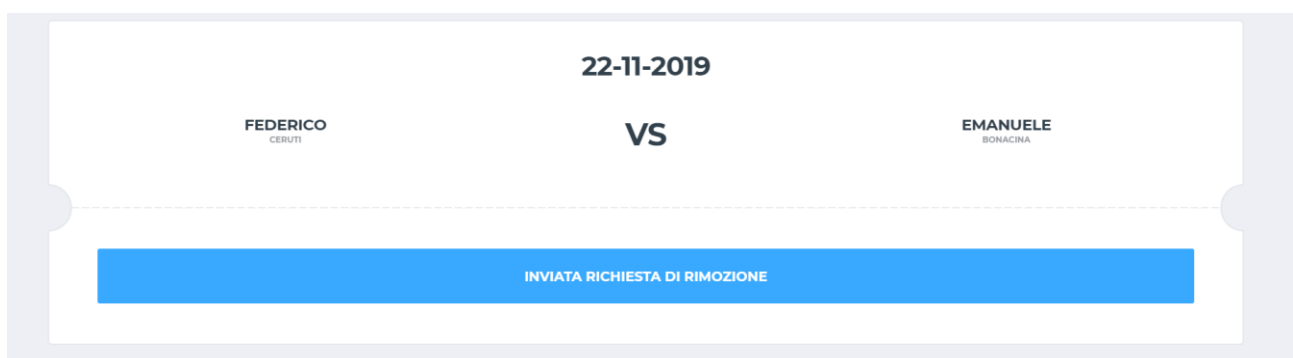 22-11-2019
FEDERICO
CERUTI
VS
EMANUELE
BONACINA
INVIATA RICHIESTA DI RIMOZIONE